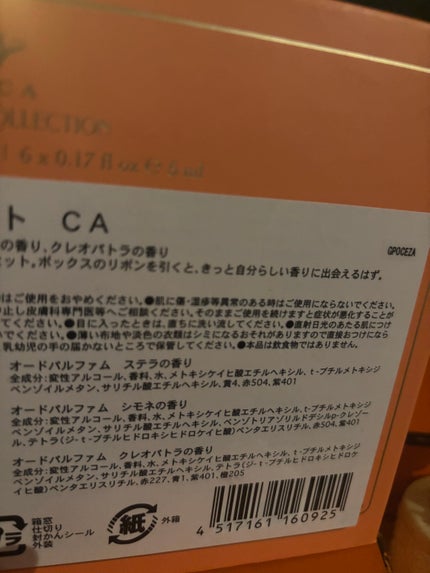 CA
COLLECTION
6 x 0.17 fl oz e 5 ml
ト CA
GPOCEZA
の香り、クレオパトラの香り
ット。ボックスのリボンを引くと、きっと自分らしい香りに出会えるはず。
はご使用をおやめください。●肌に傷・湿疹等異常のある時はご使用にならないでください。
止し皮膚科専門医等へご相談ください。そのままご使用を続けますと症状が悪化することが
ください。●目に入ったときは、直ちに洗い流してください。●直射日光のあたる肌につけ
ください。●薄い布地や淡色の衣類はシミになるおそれがありますので直接おつけになら
乳幼児の手の届かないところで保管してください。●本品は飲食物ではありません。
オードパルファム ステラの香り
全成分:変性アルコール、香料、水、メトキシケイヒ酸エチルヘキシル、t-ブチルメトキシジ
ベンゾイルメタン、サリチル酸エチルヘキシル、黄4、赤504、紫401
オードパルファム シモネの香り
全成分:変性アルコール、香料、水、メトキシケイヒ酸エチルヘキシル、t-ブチルメトキシジ
ベンゾイルメタン、サリチル酸エチルヘキシル、ベンゾトリアゾリルドデシルp-クレゾー
ル、テトラ(ジ-t-ブチルヒドロキシヒドロケイヒ酸)ペンタエリスリチル、赤504、紫401
オードパルファム クレオパトラの香り
全成分:変性アルコール、香料、水、メトキシケイヒ酸エチルヘキシル、t-ブチルメトキシジ
ベンゾイルメタン、サリチル酸エチルヘキシル、テトラ(ジ-t-ブチルヒドロキシヒドロケ
イヒ酸)ペンタエリスリチル、赤227、青1、紫401、橙205
ラ
箱窓
仕切り
封かんシール
外装
紙
外箱
4 517161 160925